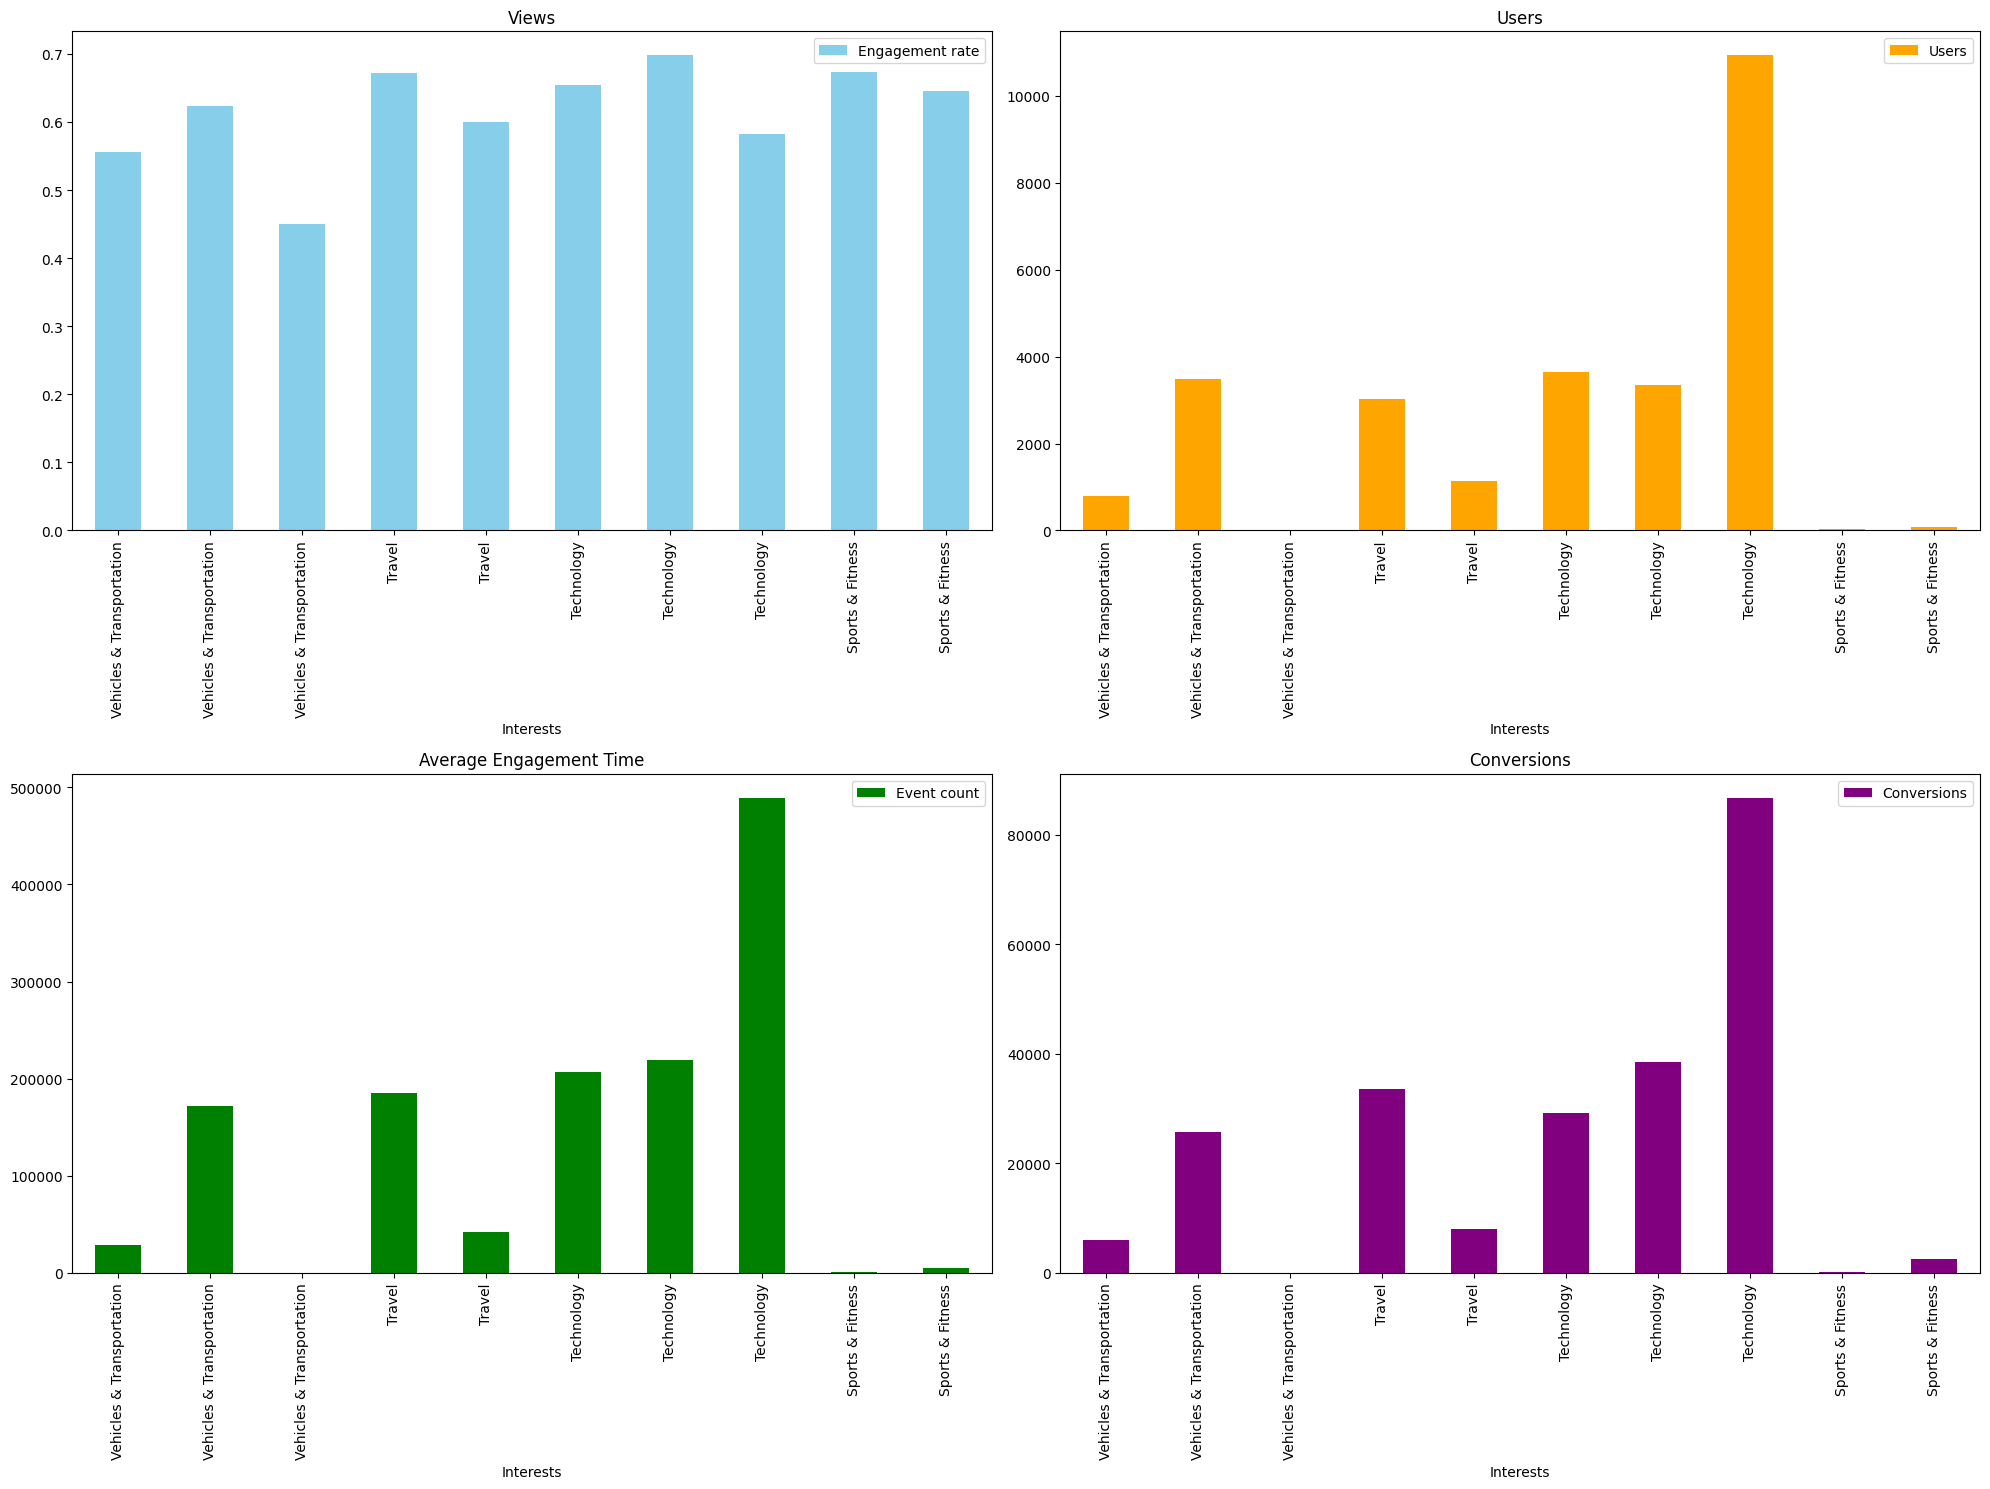 Views
Engagement rate
0.7
0.6
0.5
0.4
0.3
0.2
0.1
0.0
Vehicles & Transportation
Vehicles & Transportation
Vehicles & Transportation
Travel
Travel
Technology
Technology
Technology
Sports & Fitness
Sports & Fitness
Interests
Users
Users
10000
8000
6000
4000
2000
0
Vehicles & Transportation
Vehicles & Transportation
Vehicles & Transportation
Travel
Travel
Technology
Technology
Technology
Sports & Fitness
Sports & Fitness
Interests
Average Engagement Time
Event count
500000
400000
300000
200000
100000
0
Vehicles & Transportation
Vehicles & Transportation
Vehicles & Transportation
Travel
Travel
Technology
Technology
Technology
Sports & Fitness
Sports & Fitness
Interests
Conversions
Conversions
80000
60000
40000
20000
0
Vehicles & Transportation
Vehicles & Transportation
Vehicles & Transportation
Travel
Travel
Technology
Technology
Technology
Sports & Fitness
Sports & Fitness
Interests